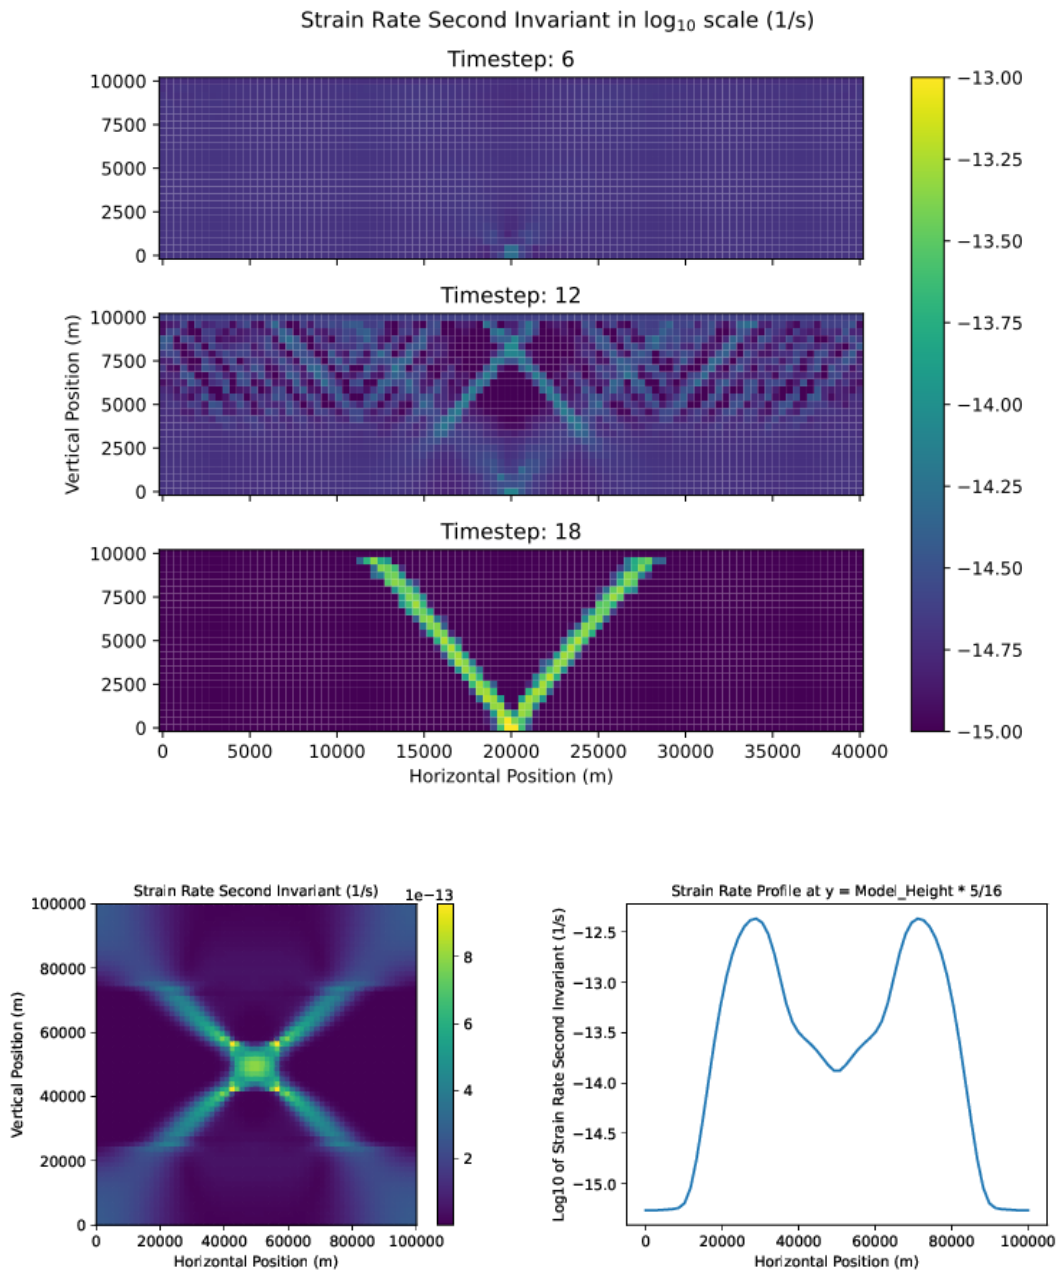 Strain Rate Second Invariant in log₁₀ scale (1/s)
Timestep: 6
10000
7500
5000
2500
0
Timestep: 12
10000
7500
5000
2500
0
Vertical Position (m)
Timestep: 18
10000
7500
5000
2500
0
0 5000 10000 15000 20000 25000 30000 35000 40000
Horizontal Position (m)
−13.00
−13.25
−13.50
−13.75
−14.00
−14.25
−14.50
−14.75
−15.00
Strain Rate Second Invariant (1/s)
1e−13
100000
80000
60000
40000
20000
0
Vertical Position (m)
0 20000 40000 60000 80000 100000
Horizontal Position (m)
8
6
4
2
Strain Rate Profile at y = Model_Height * 5/16
Log10 of Strain Rate Second Invariant (1/s)
−12.5
−13.0
−13.5
−14.0
−14.5
−15.0
0 20000 40000 60000 80000 100000
Horizontal Position (m)